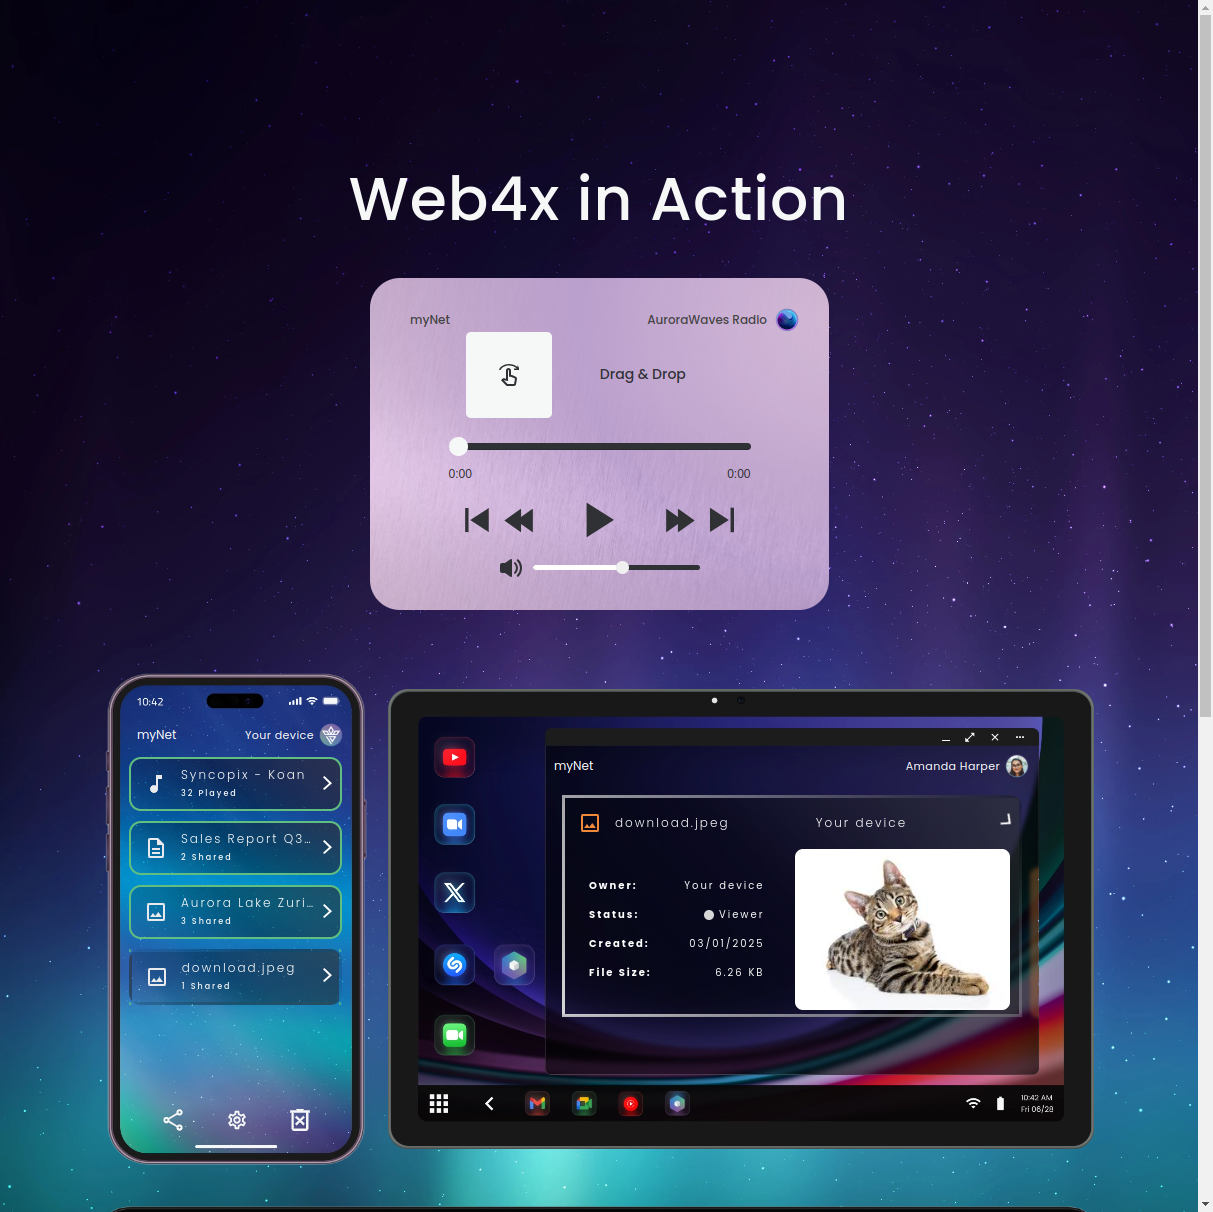 Web4x in Action
myNet
AuroraWaves Radio
Drag & Drop
0:00
0:00
10:42
myNet
Your device
Syncopix - Koan
32 Played
Sales Report Q3...
2 Shared
Aurora Lake Zuri...
3 Shared
download.jpeg
1 Shared
myNet
Amanda Harper
download.jpeg
Your device
Owner: Your device
Status: Viewer
Created: 03/01/2025
File Size: 6.26 KB
10:42 AM
Fri 06/28